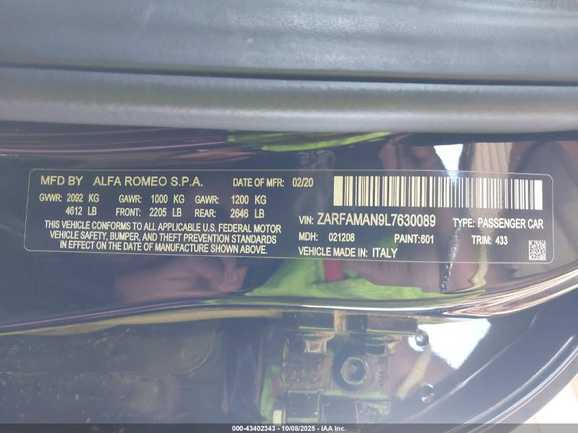 MFD BY ALFA ROMEO S.P.A. DATE OF MFR: 02/20
GVWR: 2092 KG GAWR: 1000 KG GAWR: 1200 KG
4612 LB FRONT: 2205 LB REAR: 2646 LB
THIS VEHICLE CONFORMS TO ALL APPLICABLE U.S. FEDERAL MOTOR
VEHICLE SAFETY, BUMPER, AND THEFT PREVENTION STANDARDS
IN EFFECT ON THE DATE OF MANUFACTURE SHOWN ABOVE.
VIN: ZARFAMAN9L7630089 TYPE: PASSENGER CAR
MDH: 021208 PAINT:601 TRIM: 433
VEHICLE MADE IN: ITALY
000-43402343 - 10/08/2025 - IAA Inc.